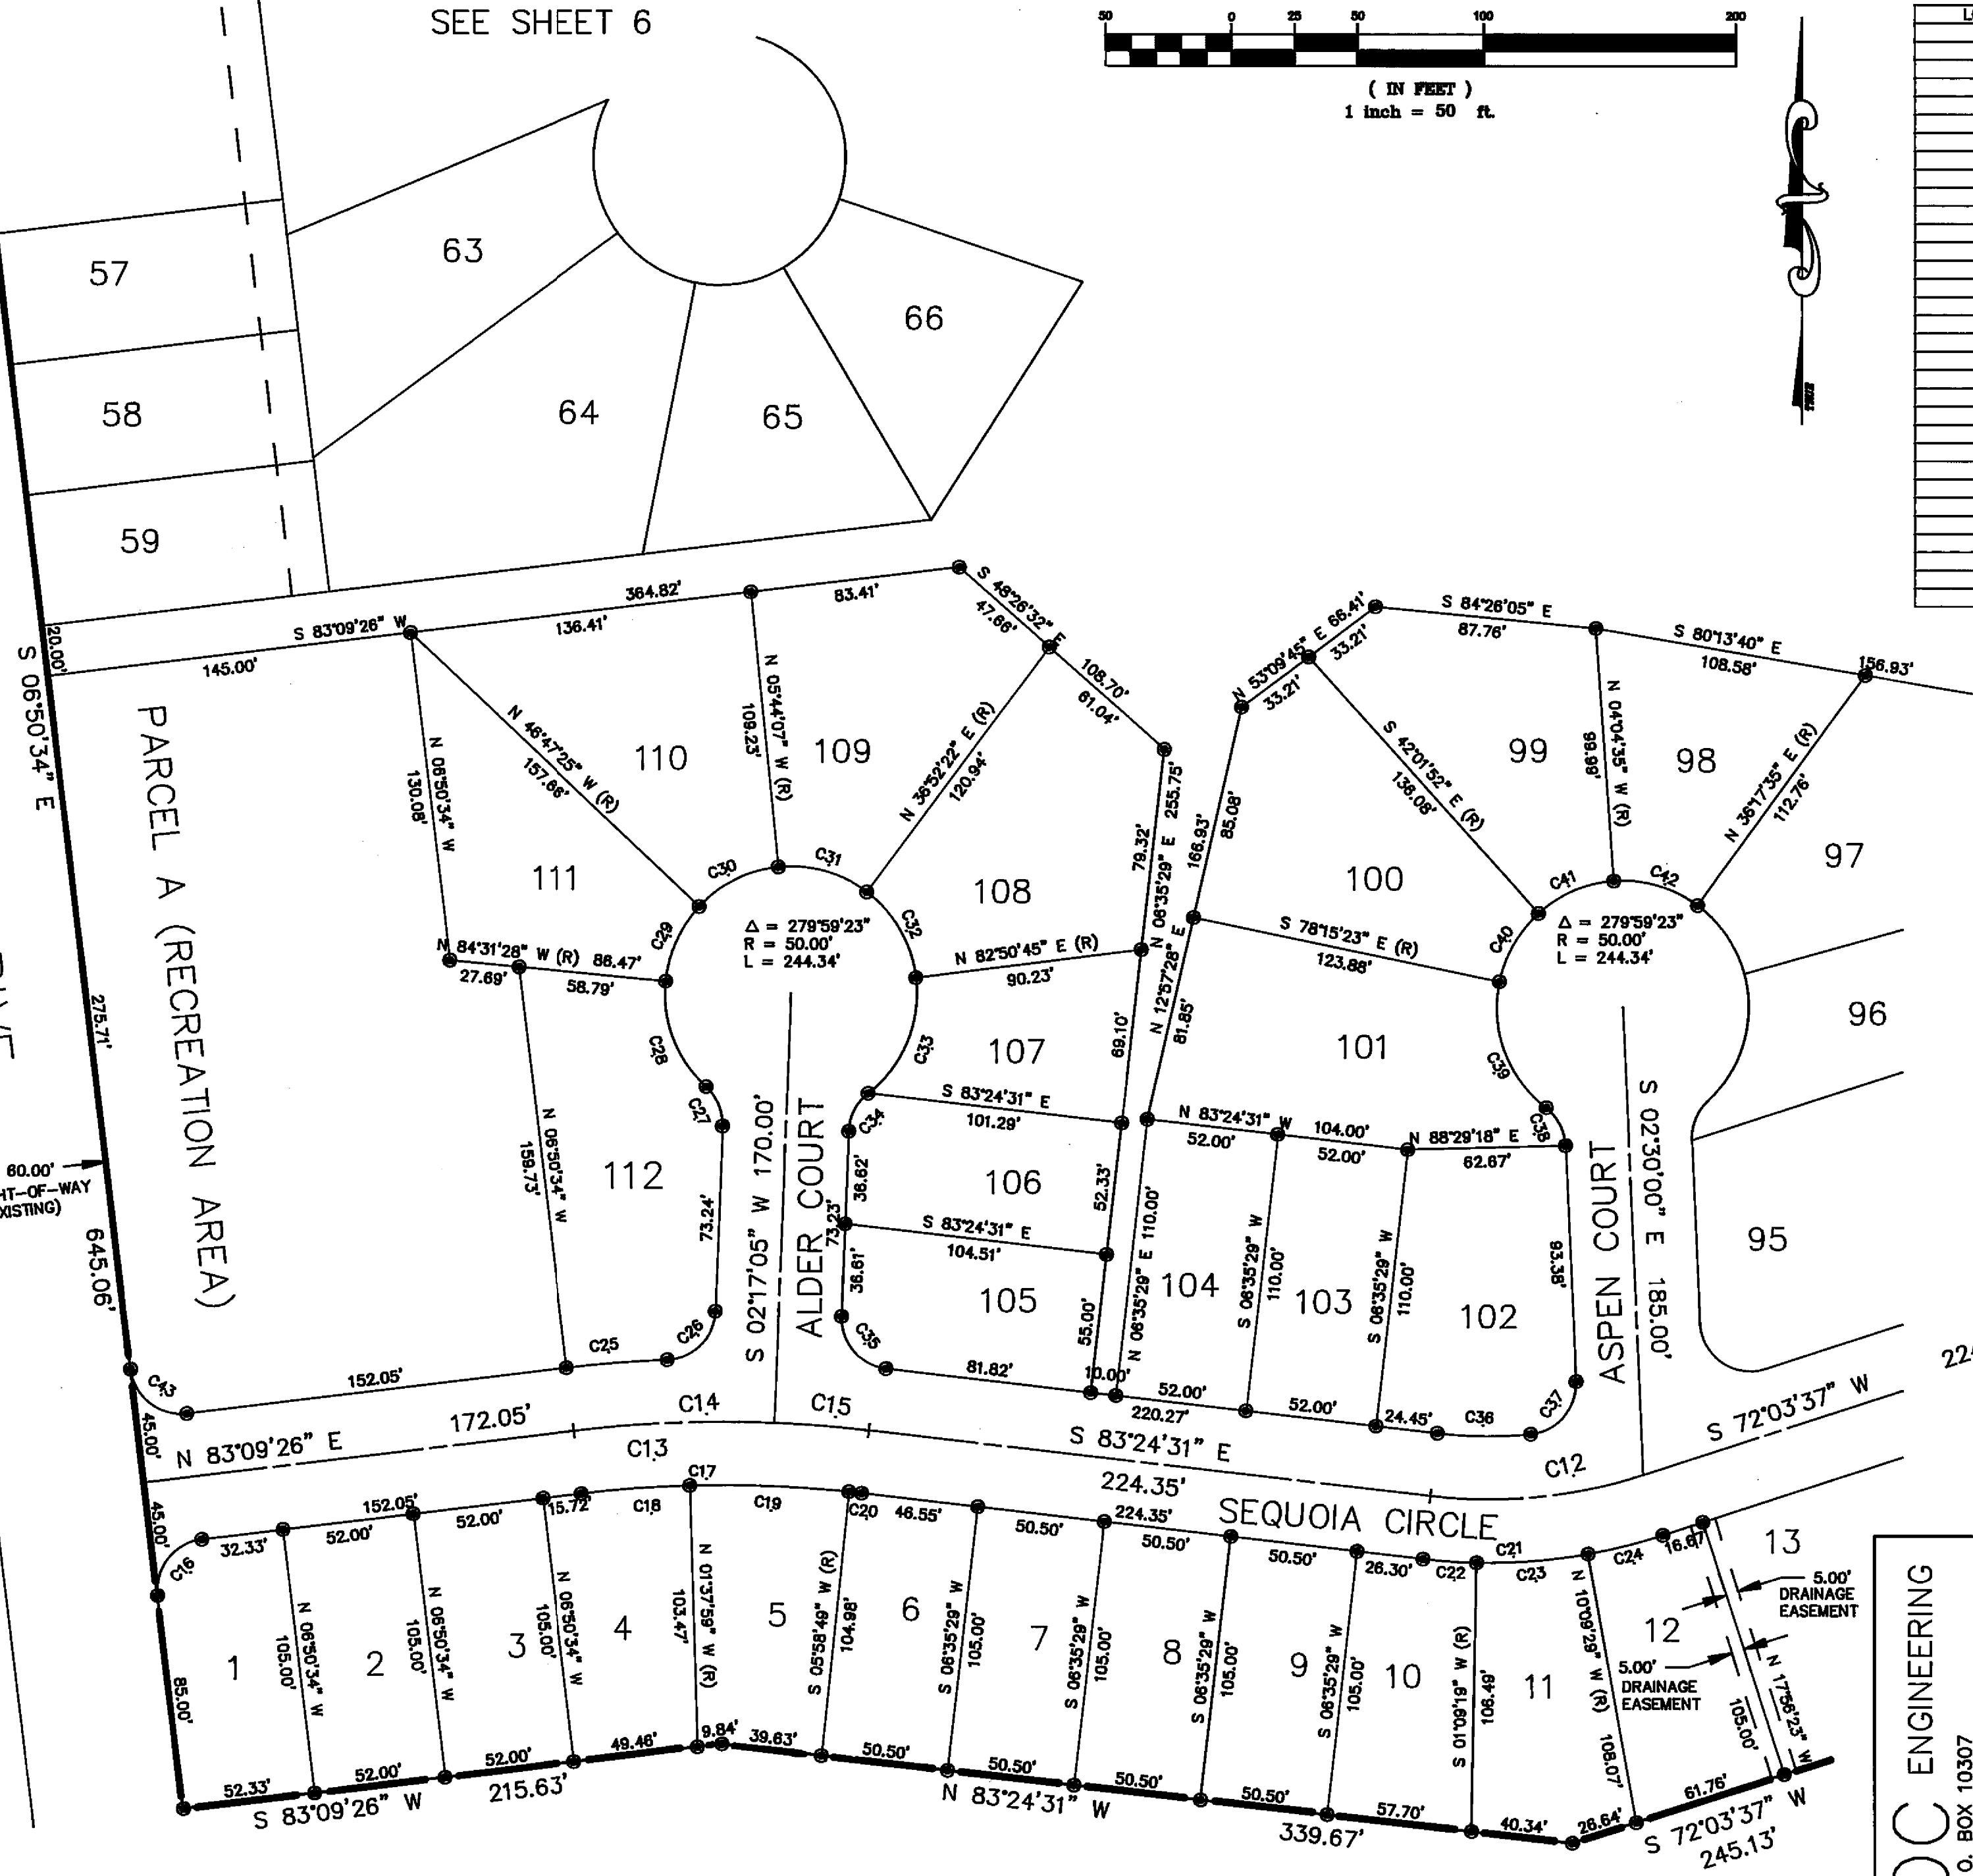 SEE SHEET 6
50 0 25 50 100 200
( IN FEET )
1 inch = 50 ft.
57
58
59
63
64
65
66
20.00'
S 83°09'26" W
364.82'
145.00'
136.41'
83.41'
S 48°26'32" E
47.66'
108.70'
61.04'
S 06°50'34" E
275.71'
645.06'
60.00'
PARCEL A (RECREATION AREA)
N 06°50'34" W
130.08'
N 46°47'25" W (R)
157.66'
110
N 05°44'07" W (R)
109.23'
109
N 36°52'22" E (R)
120.94'
111
C30
C31
C29
C32
108
Δ = 279°59'23"
R = 50.00'
L = 244.34'
N 84°31'28" W (R) 86.47'
27.69'
58.79'
N 82°50'45" E (R)
90.23'
79.32'
N 06°35'29" E 255.75'
69.10'
C28
C33
107
C27
C34
S 83°24'31" E
101.29'
N 06°50'34" W
159.73'
112
73.24'
S 02°17'05" W 170.00'
ALDER COURT
36.62'
73.23'
36.61'
106
52.33'
S 83°24'31" E
104.51'
105
55.00'
C25
C26
C35
81.82'
10.00'
N 53°09'45" E 66.41'
33.21'
33.21'
S 84°26'05" E
87.76'
S 80°13'40" E
108.58'
156.93'
166.93'
85.08'
N 12°57'28" E
81.85'
S 42°01'52" E (R)
136.08'
99
N 04°04'35" W (R)
99.99'
98
N 36°17'35" E (R)
112.76'
97
100
C40
C41
C42
Δ = 279°59'23"
R = 50.00'
L = 244.34'
S 78°15'23" E (R)
123.88'
96
101
C39
C38
N 83°24'31" W
104.00'
52.00'
52.00'
N 88°29'18" E
62.67'
N 06°35'29" E 110.00'
104
S 06°35'29" W
110.00'
103
S 06°35'29" W
110.00'
102
93.38'
ASPEN COURT
S 02°30'00" E 185.00'
95
52.00'
220.27'
52.00'
24.45'
C36
C37
C43
152.05'
45.00'
N 83°09'26" E
172.05'
C14
C15
C13
S 83°24'31" E
224.35'
C12
S 72°03'37" W
SEQUOIA CIRCLE
45.00'
C16
32.33'
152.05'
52.00'
52.00'
15.72'
C17
C18
C19
C20
46.55'
50.50'
224.35'
50.50'
50.50'
26.30'
C22
C21
C23
C24
16.67'
85.00'
1
N 06°50'34" W
105.00'
2
N 06°50'34" W
105.00'
3
N 06°50'34" W
105.00'
4
N 01°37'59" W (R)
103.47'
5
S 05°58'49" W (R)
104.98'
6
S 06°35'29" W
105.00'
7
S 06°35'29" W
105.00'
8
S 06°35'29" W
105.00'
9
S 06°35'29" W
105.00'
10
S 01°09'19" W (R)
106.49'
11
N 10°09'29" W (R)
108.07'
12
13
5.00'
DRAINAGE
EASEMENT
5.00'
DRAINAGE
EASEMENT
N 17°56'23" W
105.0'
52.33'
52.00'
52.00'
49.46'
9.84'
39.63'
50.50'
50.50'
50.50'
50.50'
57.70'
40.34'
26.64'
61.76'
S 83°09'26" W
215.63'
N 83°24'31" W
339.67'
S 72°03'37" W
245.13'
ENGINEERING
BOX 10307